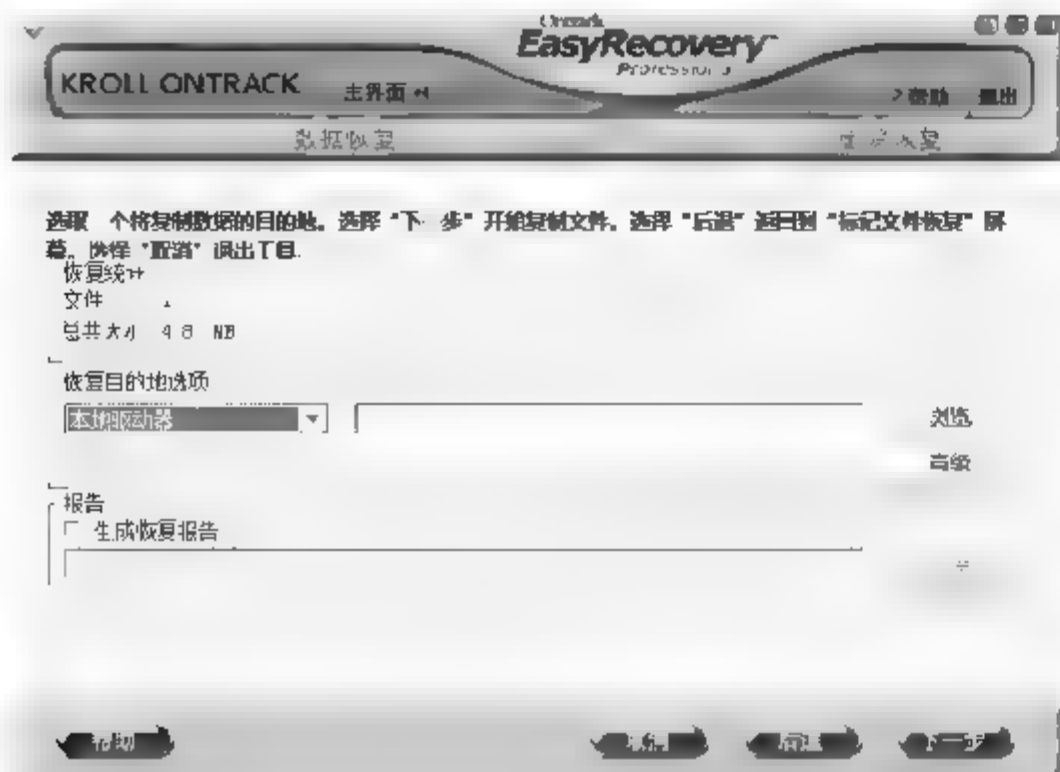 Ontrack
EasyRecovery
Professional
KROLL ONTRACK
主界面
? 帮助 退出
数据恢复
选择 个将复制数据的目的地。选择“下一步”开始复制文件。选择“后退”返回到“标记文件恢复”屏
幕。选择“取消”退出工具.
恢复统计
文件
总共大小 MB
恢复目的地选项
本地驱动器
浏览
高级
报告
生成恢复报告
帮助
取消 后退 下一步